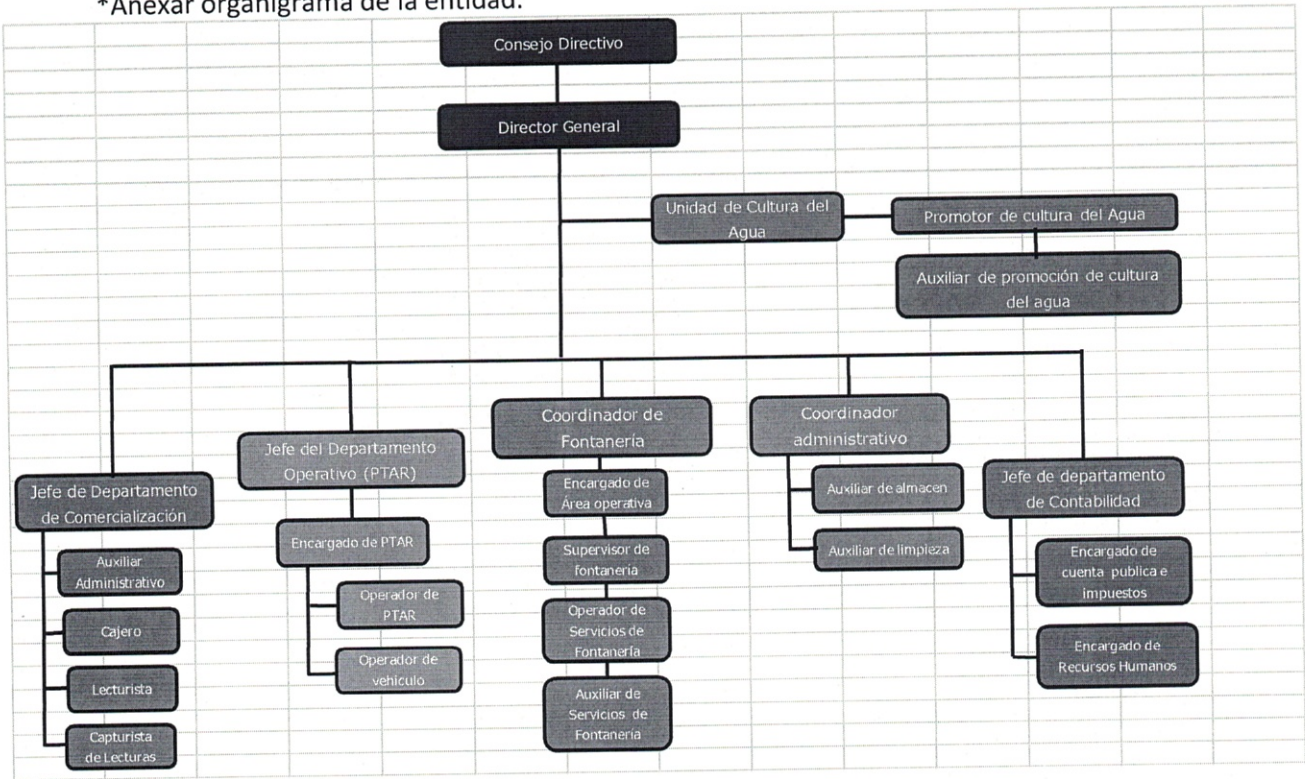 *Anexar organigrama de la entidad.
Consejo Directivo
Director General
Unidad de Cultura del
Agua
Promotor de cultura del Agua
Auxiliar de promoción de cultura
del agua
Jefe de Departamento
de Comercialización
Auxiliar
Administrativo
Cajero
Lecturista
Capturista
de Lecturas
Jefe del Departamento
Operativo (PTAR)
Encargado de PTAR
Operador de
PTAR
Operador de
vehiculo
Coordinador de
Fontanería
Encargado de
Área operativa
Supervisor de
fontaneria
Operador de
Servicios de
Fontanería
Auxiliar de
Servicios de
Fontaneria
Coordinador
administrativo
Auxiliar de almacen
Auxiliar de limpieza
Jefe de departamento
de Contabilidad
Encargado de
cuenta publica e
impuestos
Encargado de
Recursos Humanos